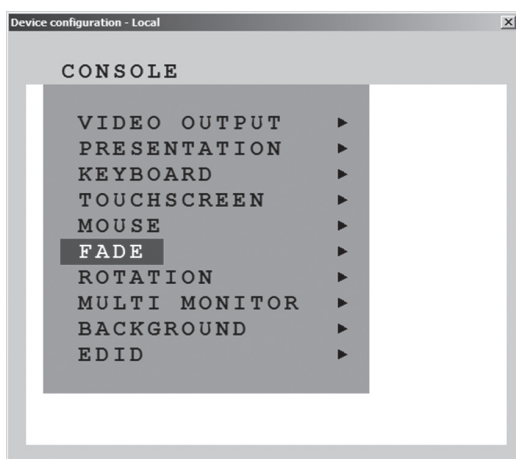 Device configuration - Local
CONSOLE
VIDEO OUTPUT
PRESENTATION
KEYBOARD
TOUCHSCREEN
MOUSE
FADE
ROTATION
MULTI MONITOR
BACKGROUND
EDID